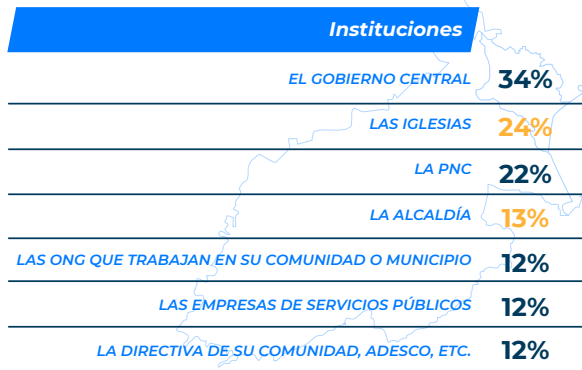 Instituciones
EL GOBIERNO CENTRAL 34%
LAS IGLESIAS 24%
LA PNC 22%
LA ALCALDÍA 13%
LAS ONG QUE TRABAJAN EN SU COMUNIDAD O MUNICIPIO 12%
LAS EMPRESAS DE SERVICIOS PÚBLICOS 12%
LA DIRECTIVA DE SU COMUNIDAD, ADESCO, ETC. 12%